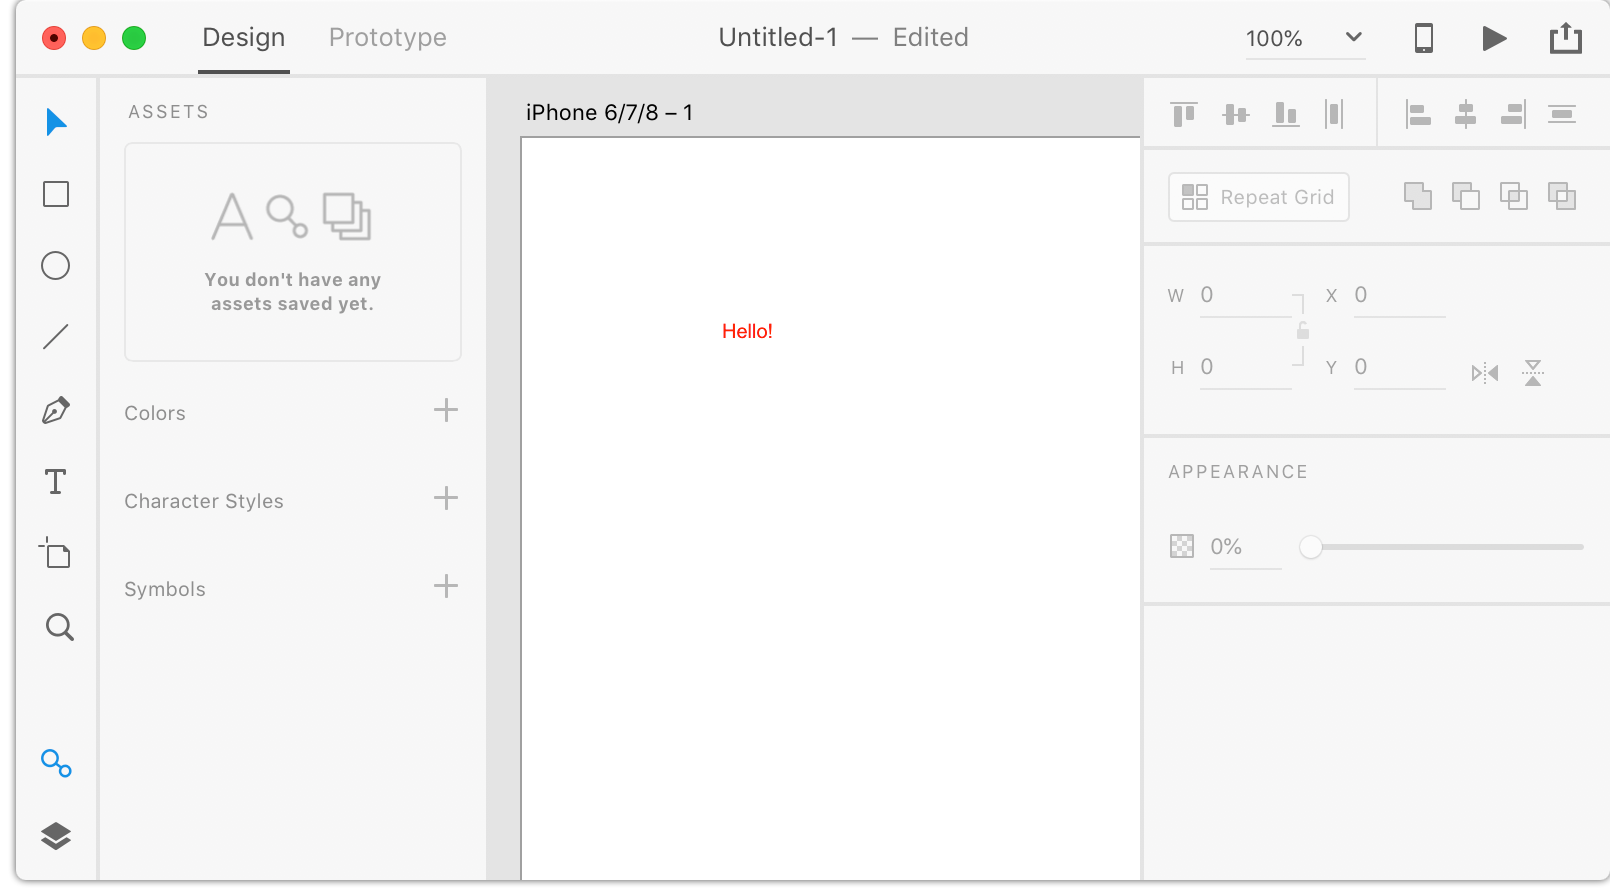 Design Prototype Untitled-1 — Edited 100%
ASSETS
You don't have any
assets saved yet.
Colors
Character Styles
Symbols
iPhone 6/7/8 – 1
Hello!
Repeat Grid
W 0 X 0
H 0 Y 0
APPEARANCE
0%